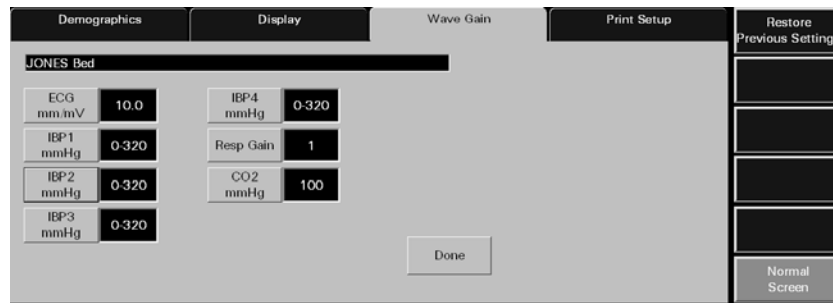 Demographics
Display
Wave Gain
Print Setup
Restore
Previous Setting
JONES Bed
ECG
mm/mV
10.0
IBP4
mmHg
0-320
IBP1
mmHg
0-320
Resp Gain
1
IBP2
mmHg
0-320
CO2
mmHg
100
IBP3
mmHg
0-320
Done
Normal
Screen